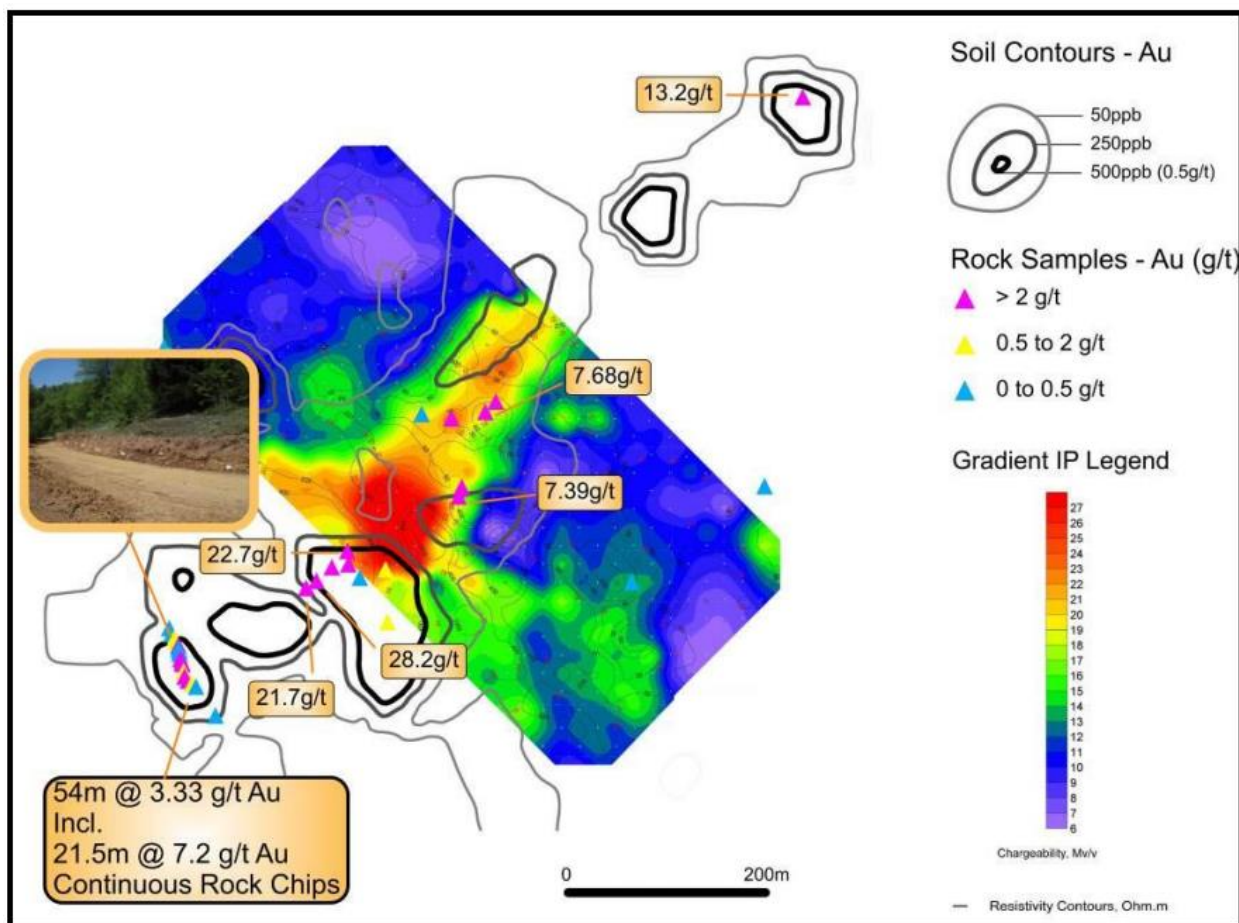 13.2g/t
7.68g/t
7.39g/t
22.7g/t
28.2g/t
21.7g/t
54m @ 3.33 g/t Au
Incl.
21.5m @ 7.2 g/t Au
Continuous Rock Chips
0
200m
Soil Contours - Au
50ppb
250ppb
500ppb (0.5g/t)
Rock Samples - Au (g/t)
> 2 g/t
0.5 to 2 g/t
0 to 0.5 g/t
Gradient IP Legend
27
26
25
24
23
22
21
20
19
18
17
16
15
14
13
12
11
10
9
8
7
6
Chargeability, Mv/v
Resistivity Contours, Ohm.m